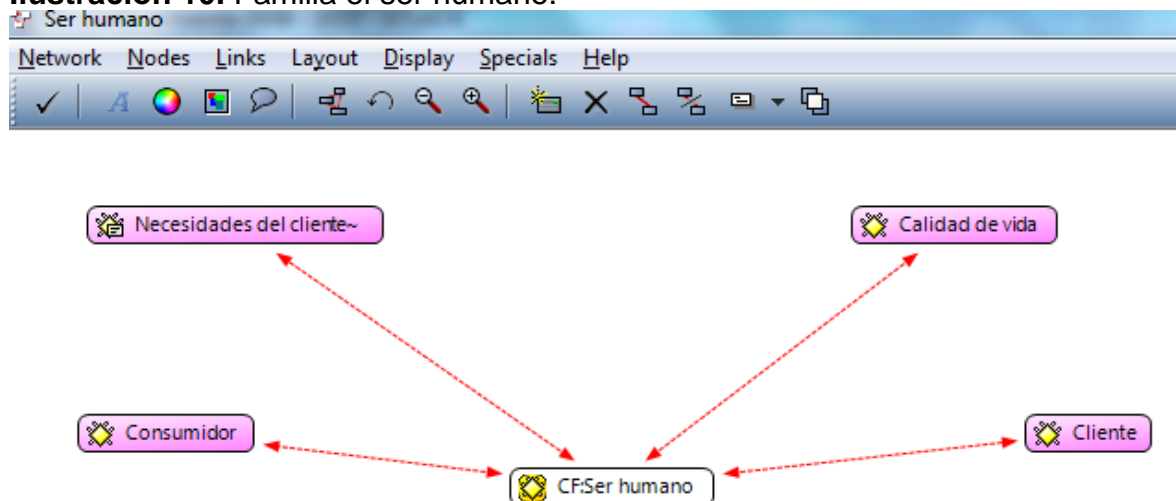 Familia el ser humano.
Ser humano
Network Nodes Links Layout Display Specials Help
A
Necesidades del cliente~
Calidad de vida
Consumidor
Cliente
CF:Ser humano